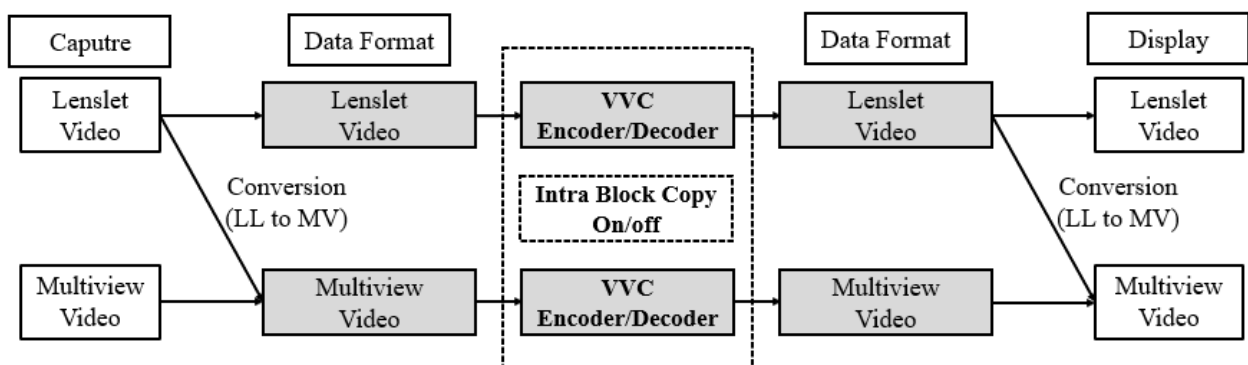 Caputre
Data Format
Data Format
Display
Lenslet
Video
Lenslet
Video
VVC
Encoder/Decoder
Lenslet
Video
Lenslet
Video
Conversion
(LL to MV)
Intra Block Copy
On/off
Conversion
(LL to MV)
Multiview
Video
Multiview
Video
VVC
Encoder/Decoder
Multiview
Video
Multiview
Video